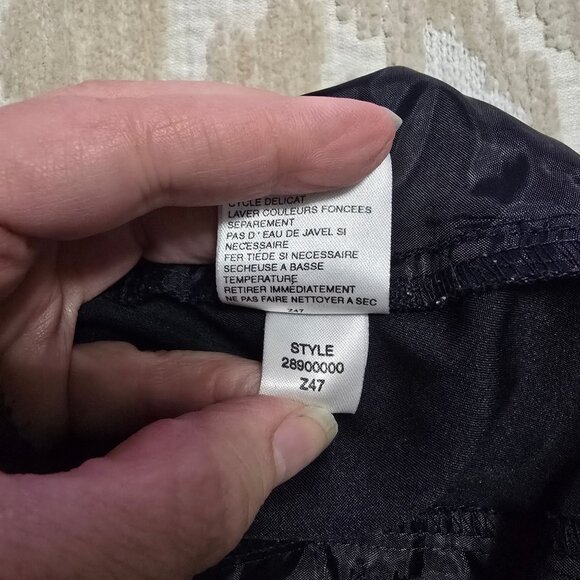 CYCLE DELICAT
LAVER COULEURS FONCEES
SEPAREMENT
PAS D' EAU DE JAVEL SI
NECESSAIRE
FER TIEDE SI NECESSAIRE
SECHEUSE A BASSE
TEMPERATURE
RETIRER IMMEDIATEMENT
NE PAS FAIRE NETTOYER A SEC
Z47
STYLE
28900000
Z47